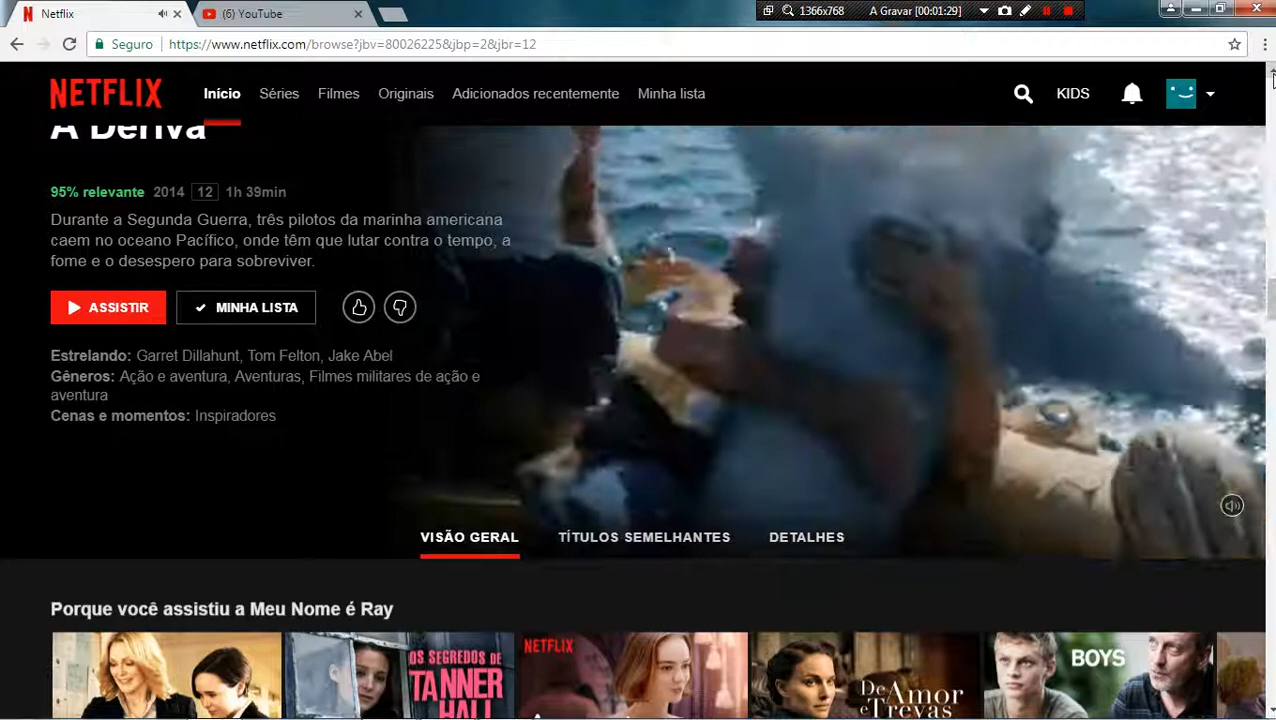 Netflix
(6) YouTube
1366x768
A Gravar [00:01:29]
Seguro
https://www.netflix.com/browse?jbv=80026225&jbp=2&jbr=12
NETFLIX
Início
Séries
Filmes
Originais
Adicionados recentemente
Minha lista
KIDS
À Deriva
95% relevante 2014 12 1h 39min
Durante a Segunda Guerra, três pilotos da marinha americana
caem no oceano Pacífico, onde têm que lutar contra o tempo, a
fome e o desespero para sobreviver.
ASSISTIR
MINHA LISTA
Estrelando: Garret Dillahunt, Tom Felton, Jake Abel
Gêneros: Ação e aventura, Aventuras, Filmes militares de ação e
aventura
Cenas e momentos: Inspiradores
VISÃO GERAL
TÍTULOS SEMELHANTES
DETALHES
Porque você assistiu a Meu Nome é Ray
OS SEGREDOS DE
TANNER
HALL
NETFLIX
De Amor
e Trevas
BOYS